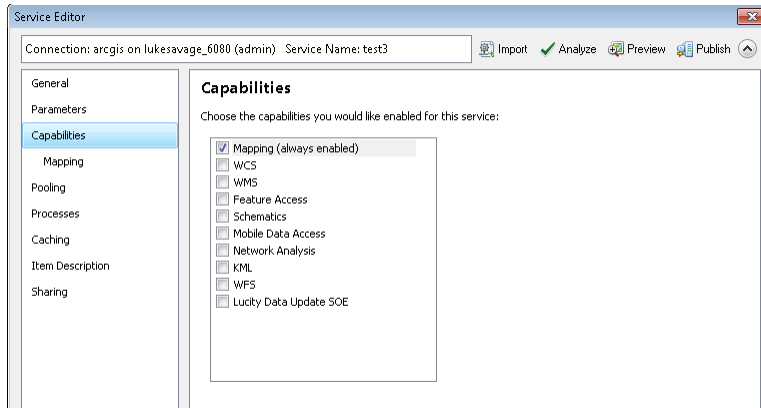 Service Editor
Connection: arcgis on lukesavage_6080 (admin) Service Name: test3
Import Analyze Preview Publish
General
Parameters
Capabilities
Mapping
Pooling
Processes
Caching
Item Description
Sharing
Capabilities
Choose the capabilities you would like enabled for this service:
Mapping (always enabled)
WCS
WMS
Feature Access
Schematics
Mobile Data Access
Network Analysis
KML
WFS
Lucity Data Update SOE